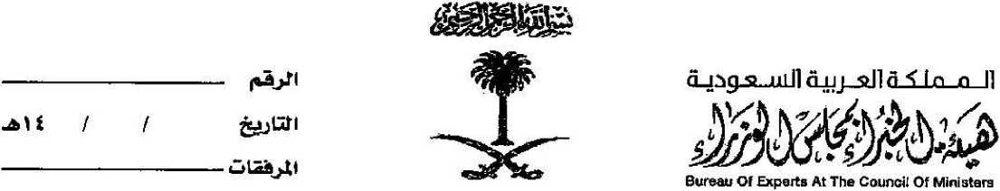 بسم الله الرحمن الرحيم
المملكة العربية السعودية
هيئة الخبراء بمجلس الوزراء
Bureau Of Experts At The Council Of Ministers
الرقم
التاريخ / / ١٤هـ
المرفقات